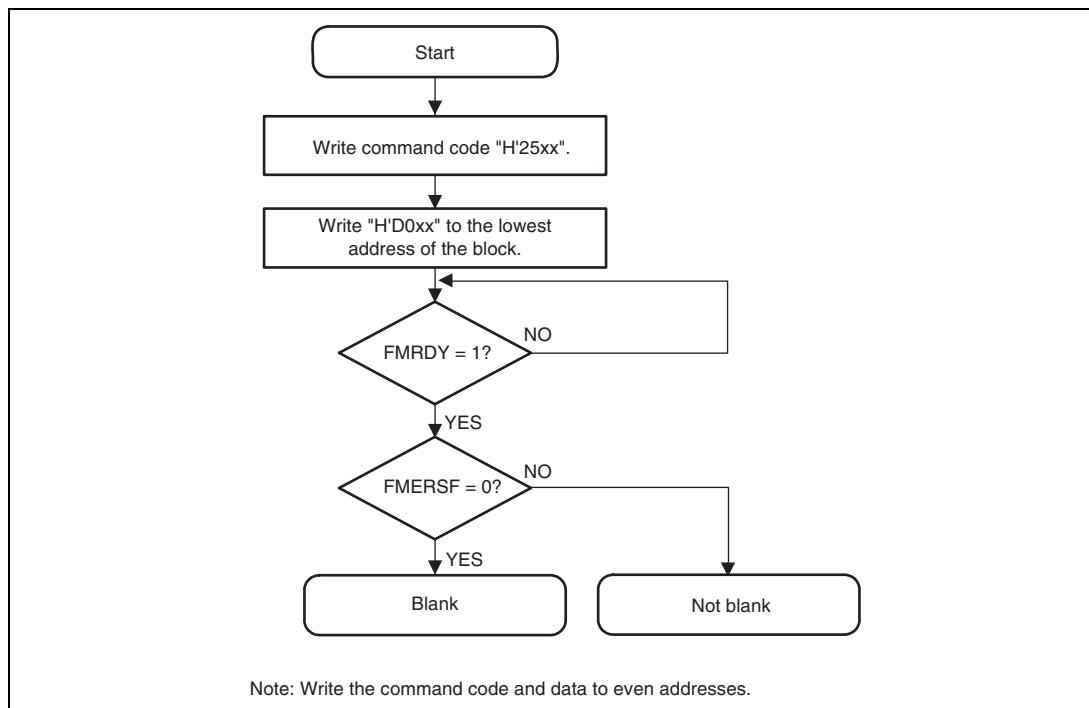 Start
Write command code "H'25xx".
Write "H'D0xx" to the lowest
address of the block.
FMRDY = 1?
NO
YES
FMERSF = 0?
NO
YES
Blank
Not blank
Note: Write the command code and data to even addresses.